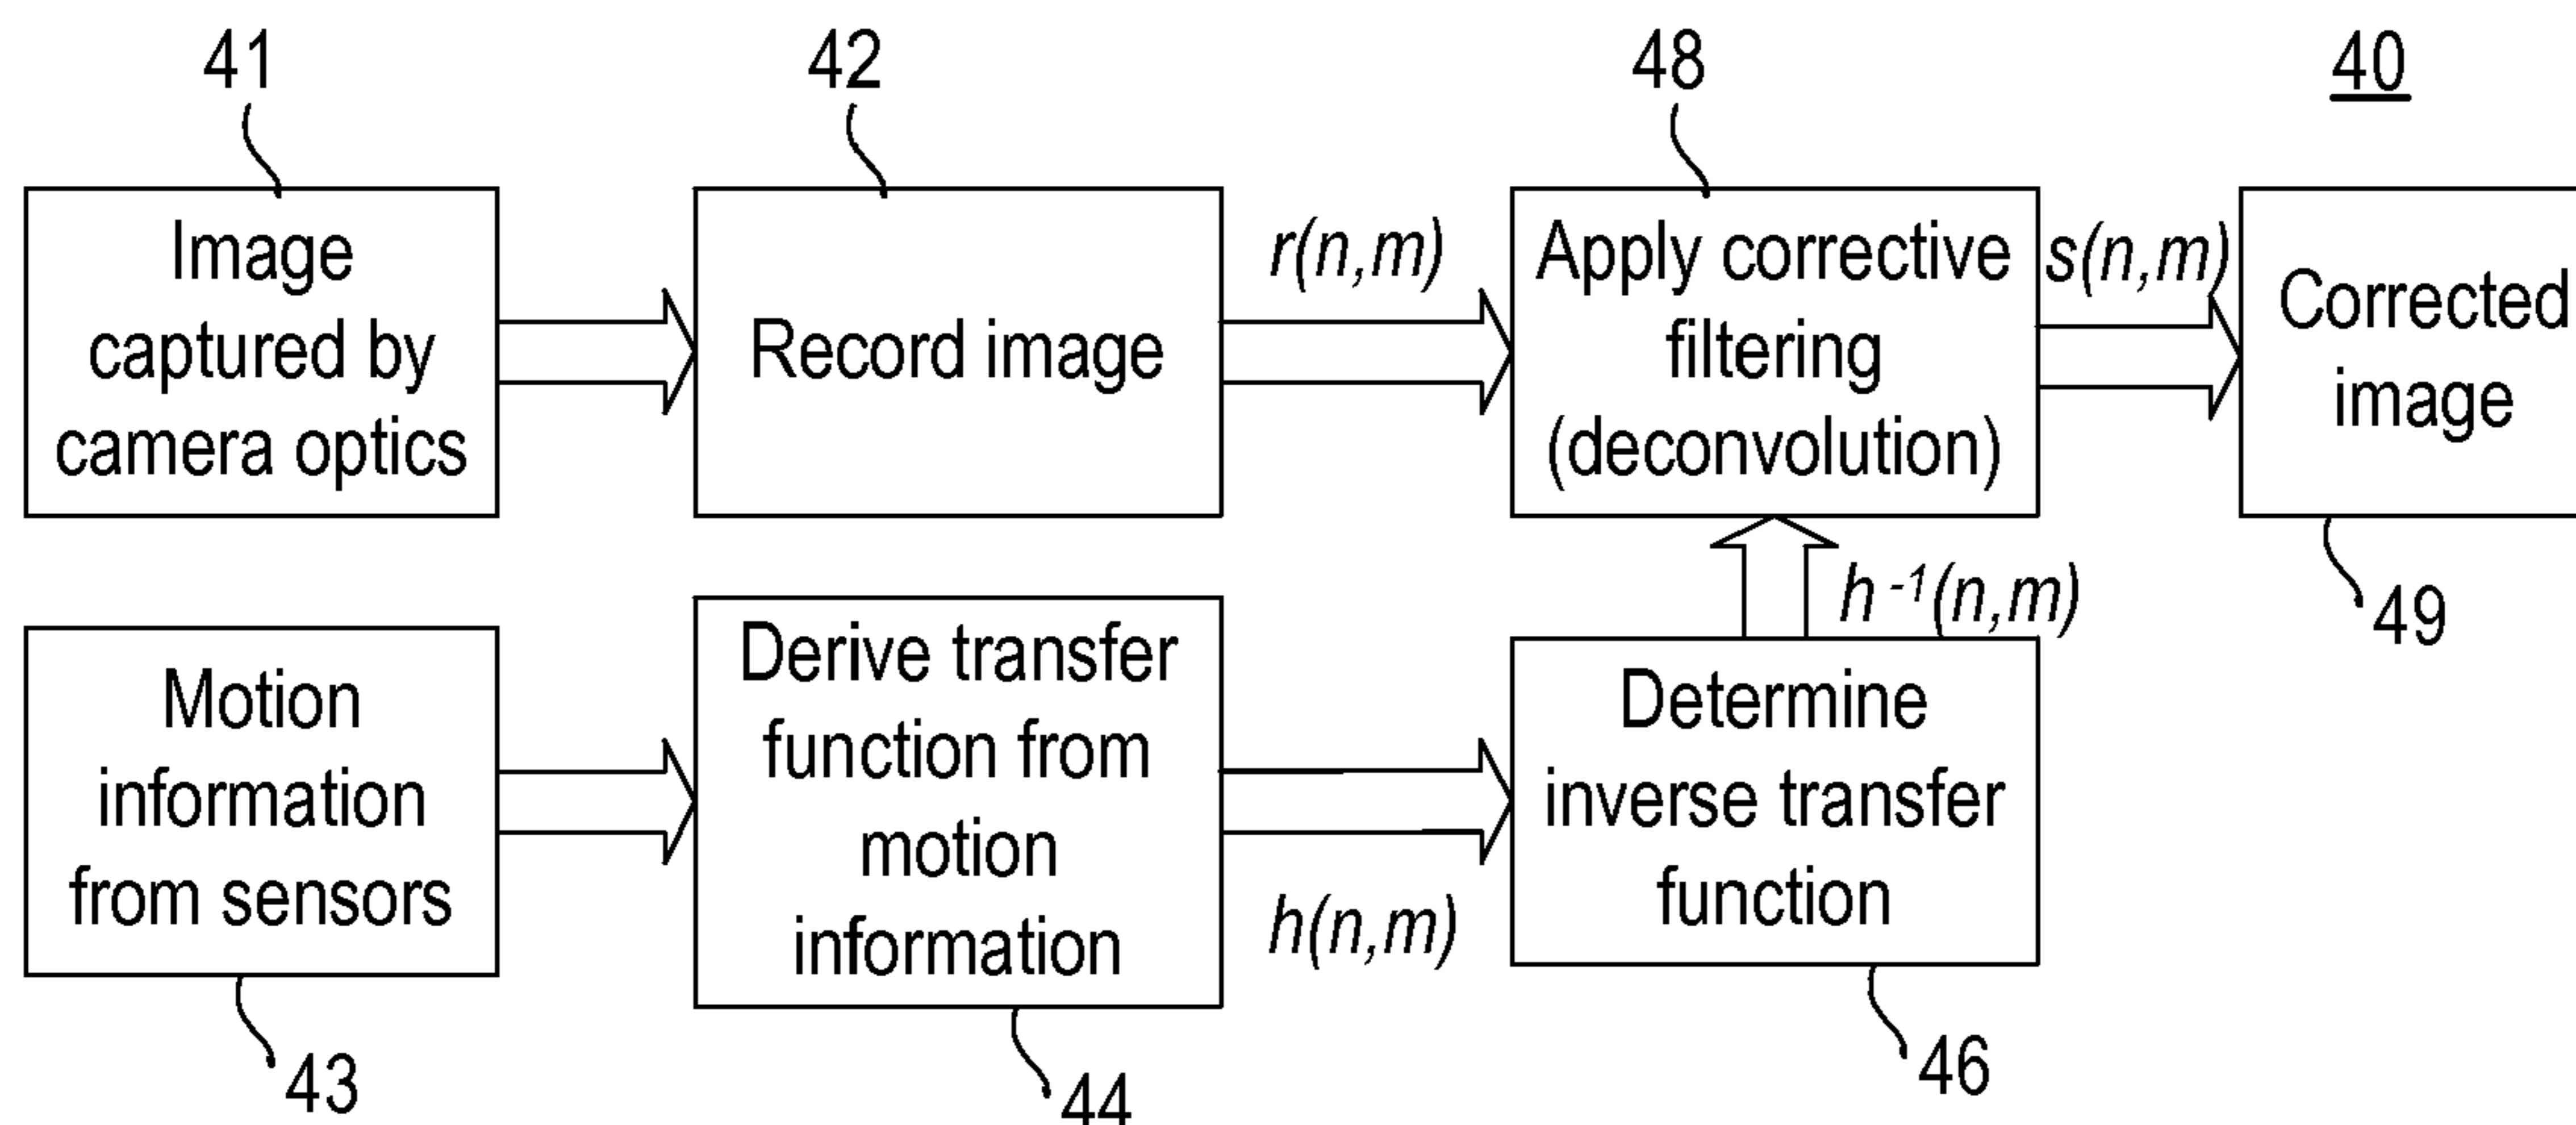 41
42
48
40
Image
captured by
camera optics
Record image
r(n,m)
Apply corrective
filtering
(deconvolution)
s(n,m)
Corrected
image
49
Motion
information
from sensors
43
Derive transfer
function from
motion
information
44
h(n,m)
h -1(n,m)
Determine
inverse transfer
function
46